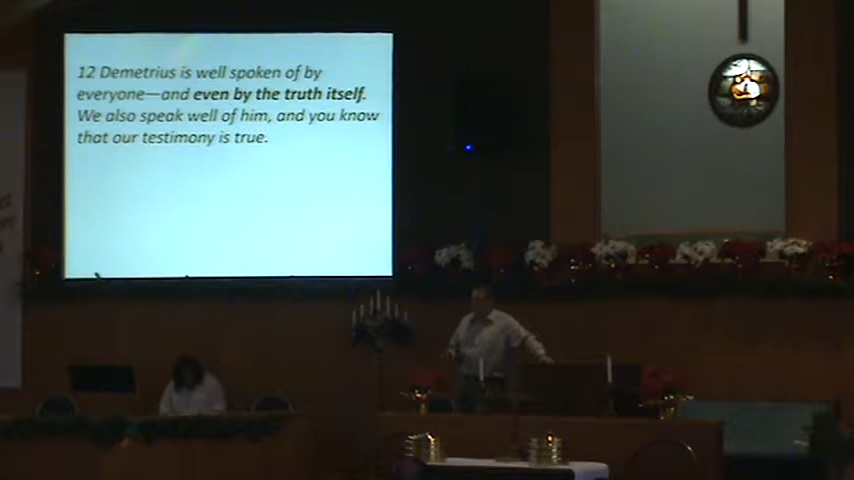 12 Demetrius is well spoken of by
everyone—and even by the truth itself.
We also speak well of him, and you know
that our testimony is true.